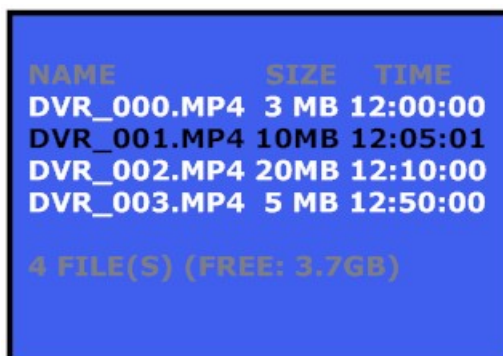 NAME SIZE TIME
DVR_000.MP4 3 MB 12:00:00
DVR_001.MP4 10MB 12:05:01
DVR_002.MP4 20MB 12:10:00
DVR_003.MP4 5 MB 12:50:00
4 FILE(S) (FREE: 3.7GB)